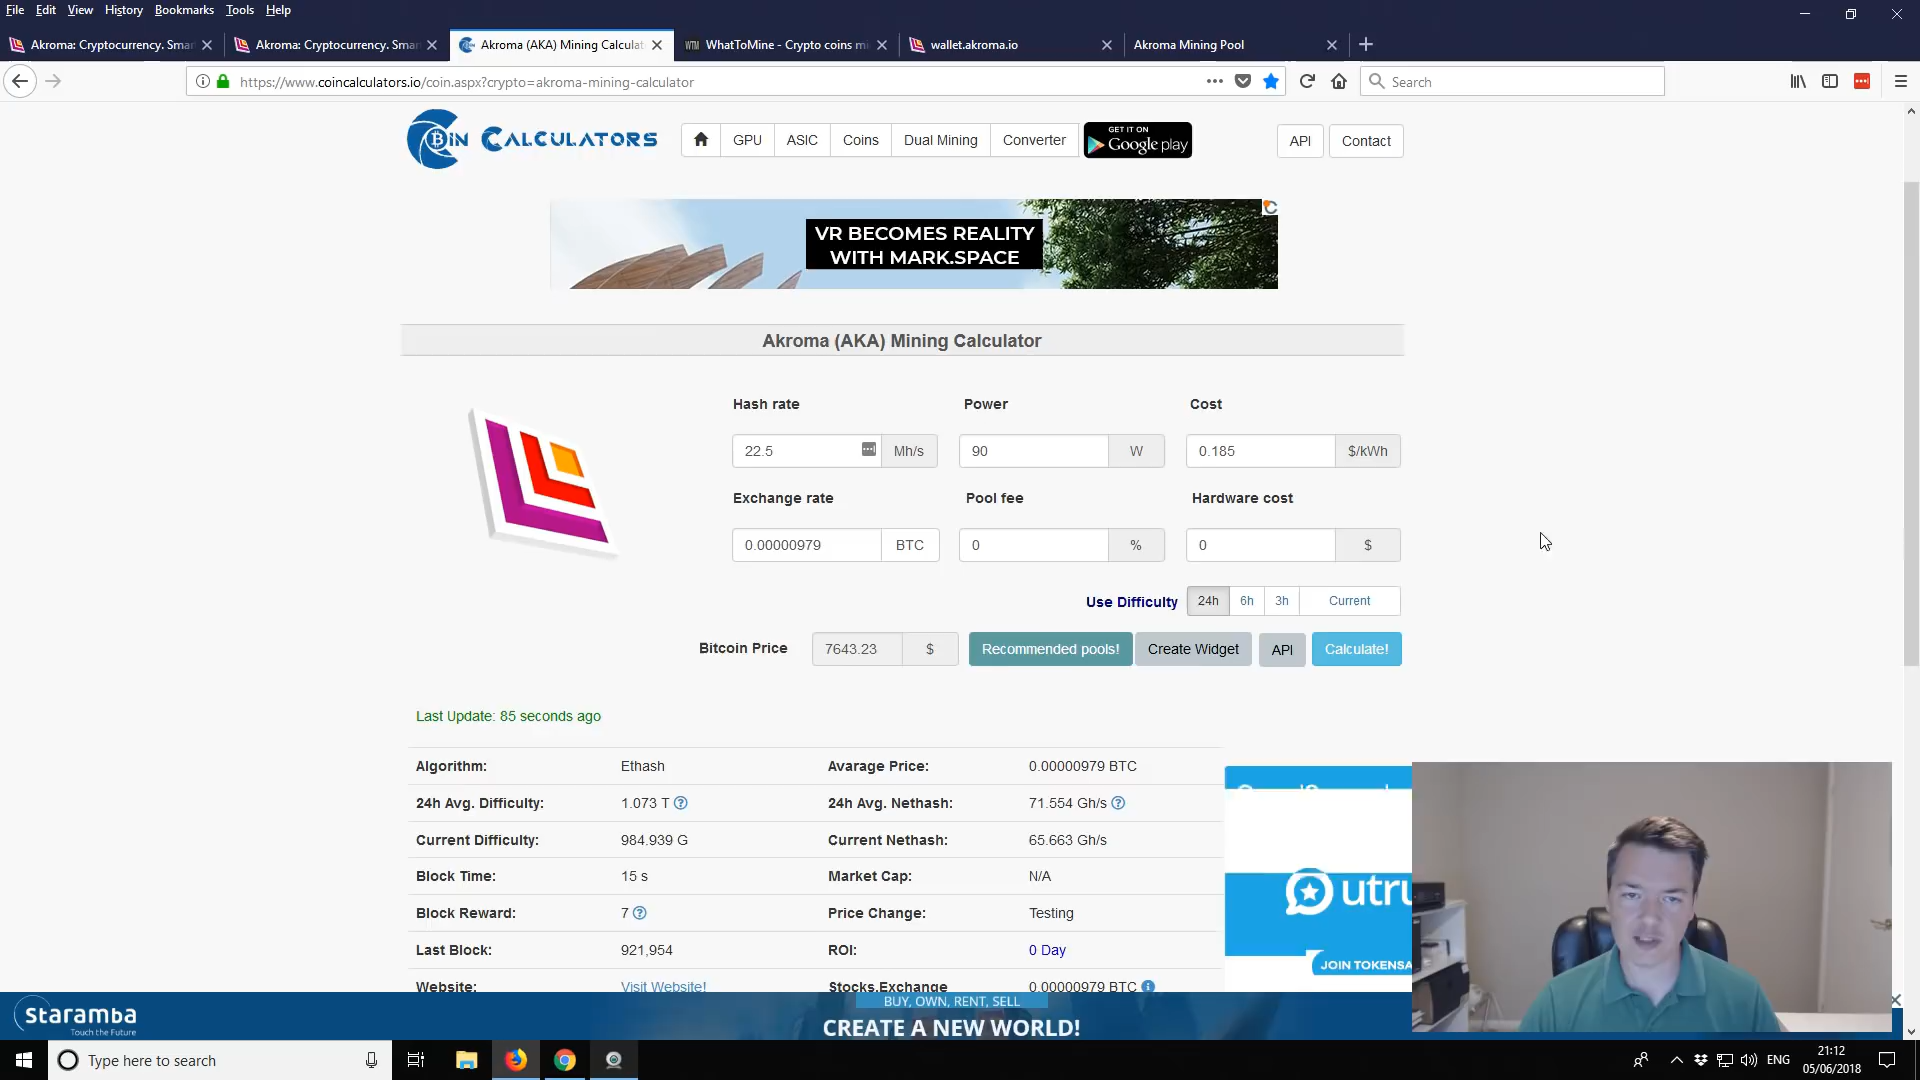 File Edit View History Bookmarks Tools Help
Akroma: Cryptocurrency. Smar
Akroma: Cryptocurrency. Smar
Akroma (AKA) Mining Calculat
WTM WhatToMine - Crypto coins mi
wallet.akroma.io
Akroma Mining Pool
https://www.coincalculators.io/coin.aspx?crypto=akroma-mining-calculator
Search
COIN CALCULATORS
GPU ASIC Coins Dual Mining Converter
GET IT ON
Google play
API Contact
VR BECOMES REALITY
WITH MARK.SPACE
Akroma (AKA) Mining Calculator
Hash rate Power Cost
22.5 Mh/s 90 W 0.185 $/kWh
Exchange rate Pool fee Hardware cost
0.00000979 BTC 0 % 0 $
Use Difficulty 24h 6h 3h Current
Bitcoin Price 7643.23 $ Recommended pools! Create Widget API Calculate!
Last Update: 85 seconds ago
Algorithm: Ethash Avarage Price: 0.00000979 BTC
24h Avg. Difficulty: 1.073 T 24h Avg. Nethash: 71.554 Gh/s
Current Difficulty: 984.939 G Current Nethash: 65.663 Gh/s
Block Time: 15 s Market Cap: N/A
Block Reward: 7 Price Change: Testing
Last Block: 921,954 ROI: 0 Day
Website: Visit Website! Stocks.Exchange 0.00000979 BTC
utru
JOIN TOKENSA
Staramba
Touch the Future
BUY, OWN, RENT, SELL
CREATE A NEW WORLD!
Type here to search
ENG
21:12
05/06/2018